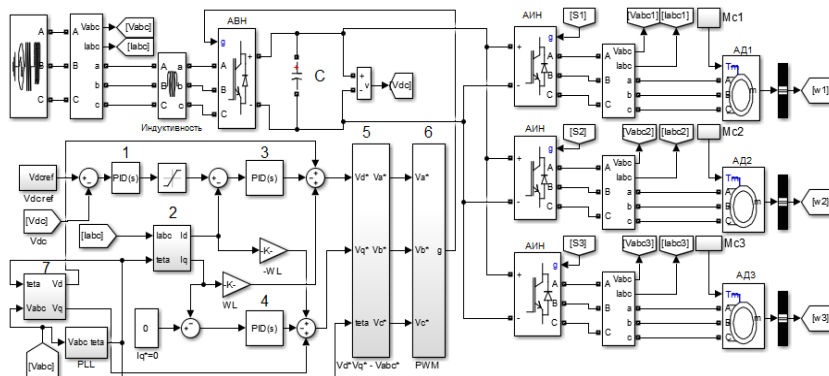 АВН
АИН
[S1]
[Vabc1]
[Iabc1]
Mc1
АД1
[w1]
A
B
C
A
B
C
Vabc
Iabc
a
b
c
[Vabc]
[Iabc]
A
B
C
a
b
c
Индуктивность
g
A
B
C
+
-
C
+
-
v
[Vdc]
+
-
g
A
B
C
A
B
C
Vabc
Iabc
a
b
c
Tm
A
B
C
m
АИН
[S2]
[Vabc2]
[Iabc2]
Mc2
АД2
[w2]
+
-
g
A
B
C
A
B
C
Vabc
Iabc
a
b
c
Tm
A
B
C
m
АИН
[S3]
[Vabc3]
[Iabc3]
Mc3
АД3
[w3]
+
-
g
A
B
C
A
B
C
Vabc
Iabc
a
b
c
Tm
A
B
C
m
1
3
5
6
Vdcref
Vdcref
PID(s)
PID(s)
[Vdc]
Vdc
2
[Iabc]
Iabc
Id
teta
Iq
-K-
-WL
-K-
WL
7
teta
Vd
Vabc
Vq
[Vabc]
Vabc teta
PLL
0
Iq*=0
4
PID(s)
Vd*
Va*
Vq*
Vb*
teta
Vc*
Vd*Vq* - Vabc*
Va*
Vb*
g
Vc*
PWM